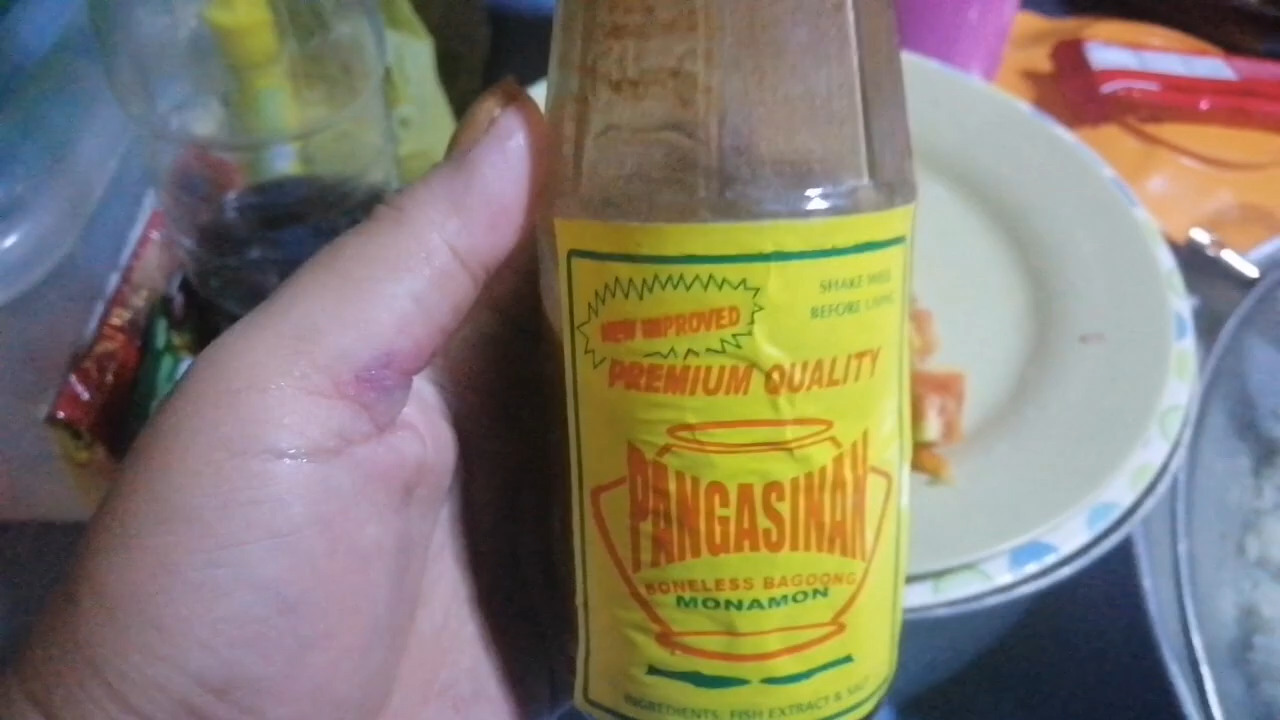 SHAKE WELL
BEFORE USING
NEW IMPROVED
PREMIUM QUALITY
PANGASINAN
BONELESS BAGOONG
MONAMON
INGREDIENTS: FISH EXTRACT & SALT